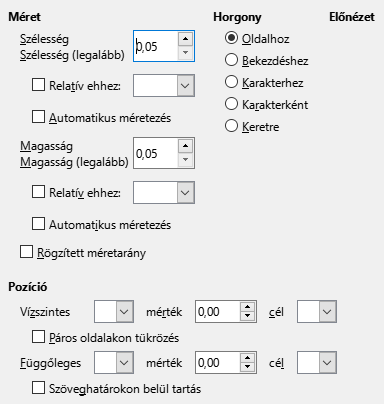 Méret
Szélesség
Szélesség (legalább)
0,05
Relatív ehhez:
Automatikus méretezés
Magasság
Magasság (legalább)
0,05
Relatív ehhez:
Automatikus méretezés
Rögzített méretarány
Horgony
Oldalhoz
Bekezdéshez
Karakterhez
Karakterként
Keretre
Előnézet
Pozíció
Vízszintes mérték 0,00 cél
Páros oldalakon tükrözés
Függőleges mérték 0,00 cél
Szöveghatárokon belül tartás